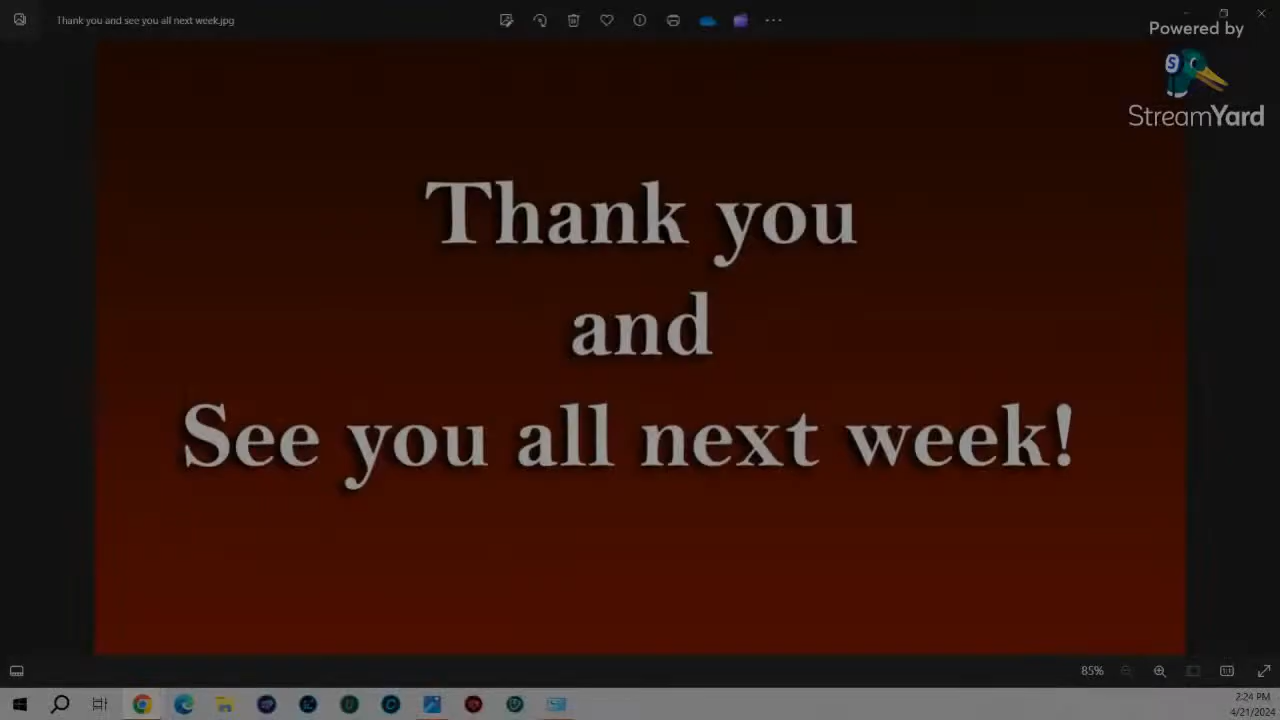 Thank you and see you all next week.jpg
Powered by
StreamYard
Thank you
and
See you all next week!
85%
2:24 PM
4/21/2024